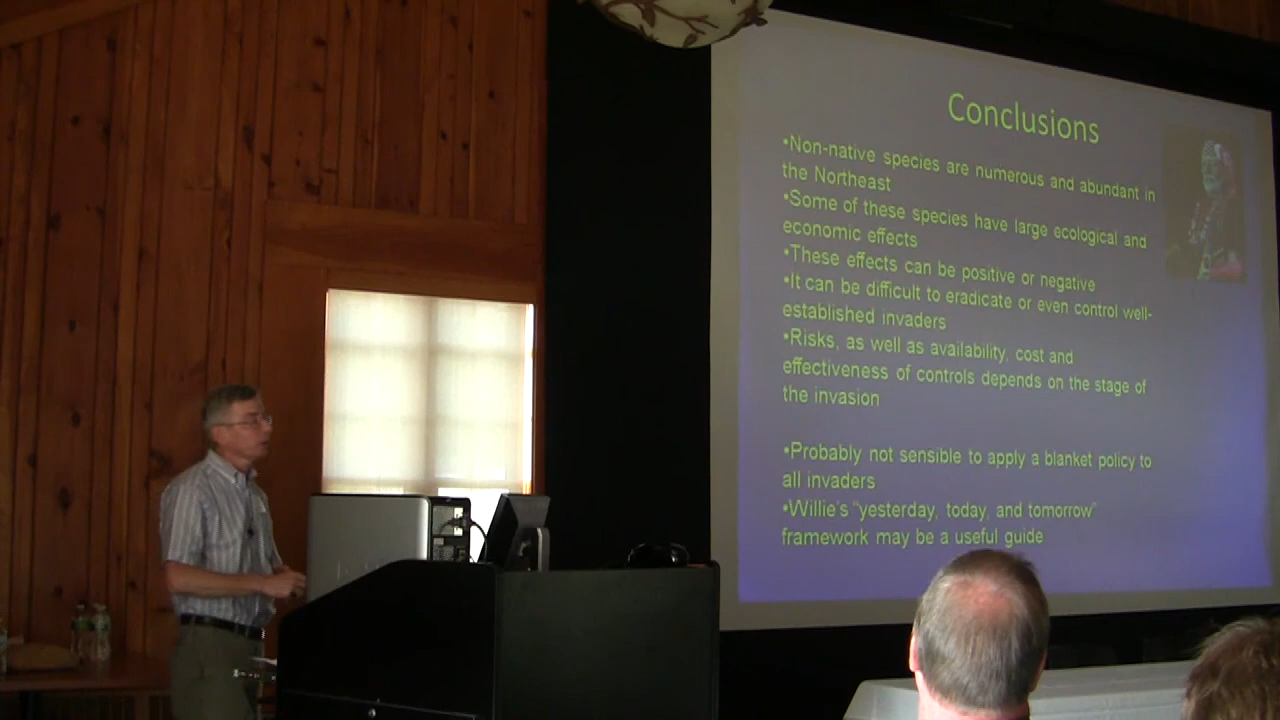 Conclusions
•Non-native species are numerous and abundant in
the Northeast
•Some of these species have large ecological and
economic effects
•These effects can be positive or negative
•It can be difficult to eradicate or even control well-
established invaders
•Risks, as well as availability, cost and
effectiveness of controls depends on the stage of
the invasion
•Probably not sensible to apply a blanket policy to
all invaders
•Willie's "yesterday, today, and tomorrow"
framework may be a useful guide